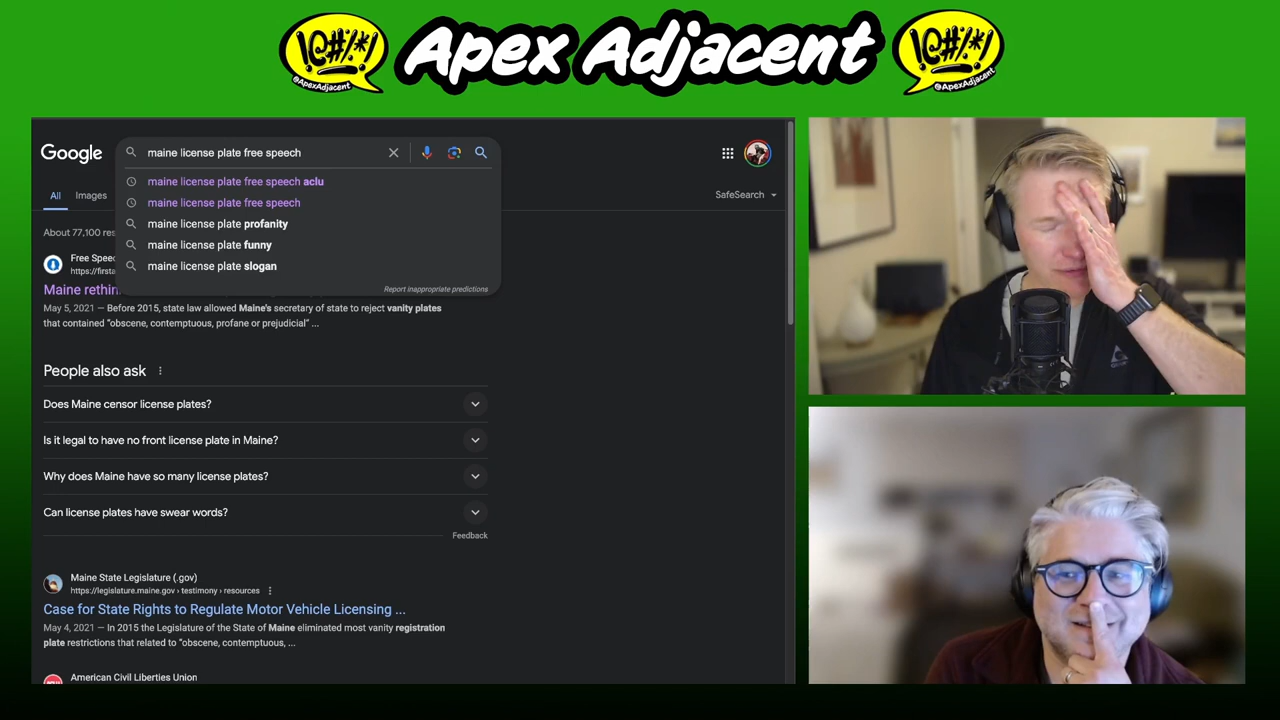 !@#/*!
@ApexAdjacent
Apex Adjacent
!@#/*!
@ApexAdjacent
Google
maine license plate free speech
maine license plate free speech aclu
maine license plate free speech
maine license plate profanity
maine license plate funny
maine license plate slogan
Report inappropriate predictions
All
Images
SafeSearch
About 77,100 res
Free Speec
https://firsta
Maine rethin
May 5, 2021 — Before 2015, state law allowed Maine's secretary of state to reject vanity plates
that contained “obscene, contemptuous, profane or prejudicial” ...
People also ask
Does Maine censor license plates?
Is it legal to have no front license plate in Maine?
Why does Maine have so many license plates?
Can license plates have swear words?
Feedback
Maine State Legislature (.gov)
https://legislature.maine.gov › testimony › resources
Case for State Rights to Regulate Motor Vehicle Licensing ...
May 4, 2021 — In 2015 the Legislature of the State of Maine eliminated most vanity registration
plate restrictions that related to “obscene, contemptuous, ...
American Civil Liberties Union